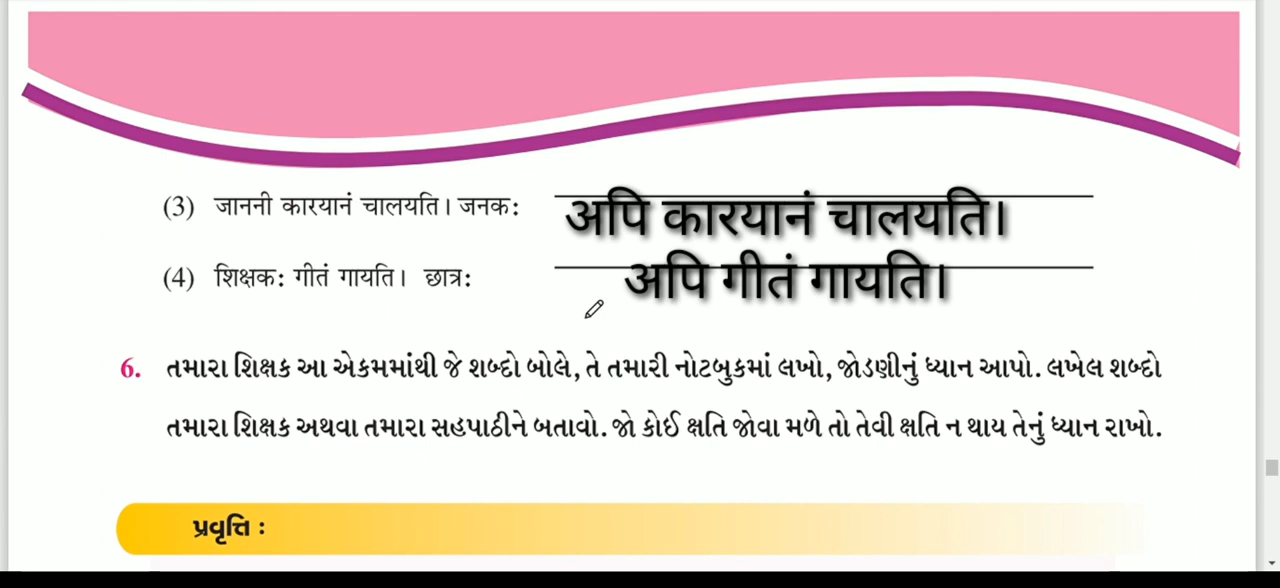 (3) जाननी कारयानं चालयति। जनक: अपि कारयानं चालयति।
(4) शिक्षक: गीतं गायति। छात्र: अपि गीतं गायति।
6. તમારા શિક્ષક આ એકમમાંથી જે શબ્દો બોલે, તે તમારી નોટબુકમાં લખો, જોડણીનું ધ્યાન આપો. લખેલ શબ્દો
તમારા શિક્ષક અથવા તમારા સહપાઠીને બતાવો. જો કોઈ ક્ષતિ જોવા મળે તો તેવી ક્ષતિ ન થાય તેનું ધ્યાન રાખો.
પ્રવૃત્તિ :